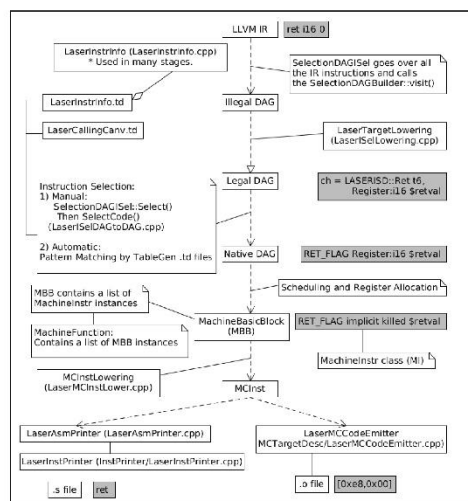 LLVM IR
ret i16 0
LaserInstrInfo (LaserInstrInfo.cpp)
* Used in many stages.
SelectionDAGISel goes over all
the IR instructions and calls
the SelectionDAGBuilder::visit()
LaserInstrInfo.td
Illegal DAG
LaserCallingCanv.td
LaserTargetLowering
(LaserISelLowering.cpp)
Instruction Selection:
1) Manual:
SelectionDAGISel::Select()
Then SelectCode()
(LaserISelDAGtoDAG.cpp)
2) Automatic:
Pattern Matching by TableGen .td files
Legal DAG
ch = LASERISD::Ret t6,
Register:i16 $retval
Native DAG
RET_FLAG Register:i16 $retval
Scheduling and Register Allocation
MBB contains a list of
MachineInstr instances
MachineFunction:
Contains a list of MBB instances
MachineBasicBlock
(MBB)
RET_FLAG implicit killed $retval
MachineInstr class (MI)
MCInstLowering
(LaserMCInstLower.cpp)
MCInst
LaserAsmPrinter (LaserAsmPrinter.cpp)
LaserInstPrinter (InstPrinter/LaserInstPrinter.cpp)
LaserMCCodeEmitter
MCTargetDesc/LaserMCCodeEmitter.cpp)
.s file
ret
.o file
[0xe8,0x00]